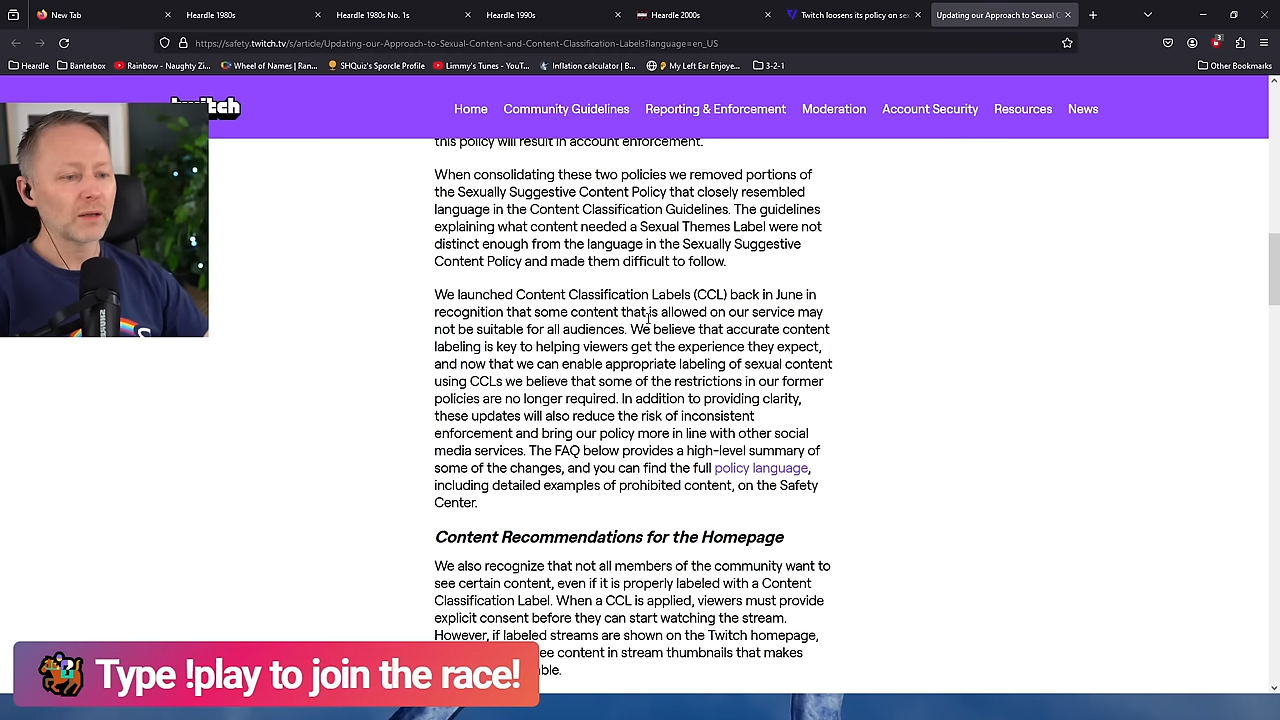 New Tab
Heardle 1980s
Heardle 1980s No. 1s
Heardle 1990s
Heardle 2000s
Twitch loosens its policy on se
Updating our Approach to Sexual C
https://safety.twitch.tv/s/article/Updating-our-Approach-to-Sexual-Content-and-Content-Classification-Labels?language=en_US
3
Heardle
Banterbox
Rainbow - Naughty Zi...
Wheel of Names | Ran...
SHQuiz's Sporcle Profile
Limmy's Tunes - YouT...
Inflation calculator | B...
My Left Ear Enjoye...
3-2-1
Other Bookmarks
twitch
Home
Community Guidelines
Reporting & Enforcement
Moderation
Account Security
Resources
News
this policy will result in account enforcement.
When consolidating these two policies we removed portions of
the Sexually Suggestive Content Policy that closely resembled
language in the Content Classification Guidelines. The guidelines
explaining what content needed a Sexual Themes Label were not
distinct enough from the language in the Sexually Suggestive
Content Policy and made them difficult to follow.
We launched Content Classification Labels (CCL) back in June in
recognition that some content that is allowed on our service may
not be suitable for all audiences. We believe that accurate content
labeling is key to helping viewers get the experience they expect,
and now that we can enable appropriate labeling of sexual content
using CCLs we believe that some of the restrictions in our former
policies are no longer required. In addition to providing clarity,
these updates will also reduce the risk of inconsistent
enforcement and bring our policy more in line with other social
media services. The FAQ below provides a high-level summary of
some of the changes, and you can find the full policy language,
including detailed examples of prohibited content, on the Safety
Center.
Content Recommendations for the Homepage
We also recognize that not all members of the community want to
see certain content, even if it is properly labeled with a Content
Classification Label. When a CCL is applied, viewers must provide
explicit consent before they can start watching the stream.
However, if labeled streams are shown on the Twitch homepage,
content in stream thumbnails that makes
Type !play to join the race!